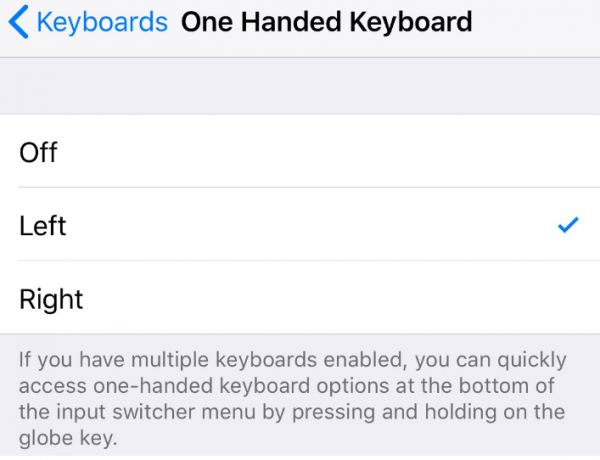 Keyboards One Handed Keyboard
Off
Left
Right
If you have multiple keyboards enabled, you can quickly
access one-handed keyboard options at the bottom of
the input switcher menu by pressing and holding on the
globe key.